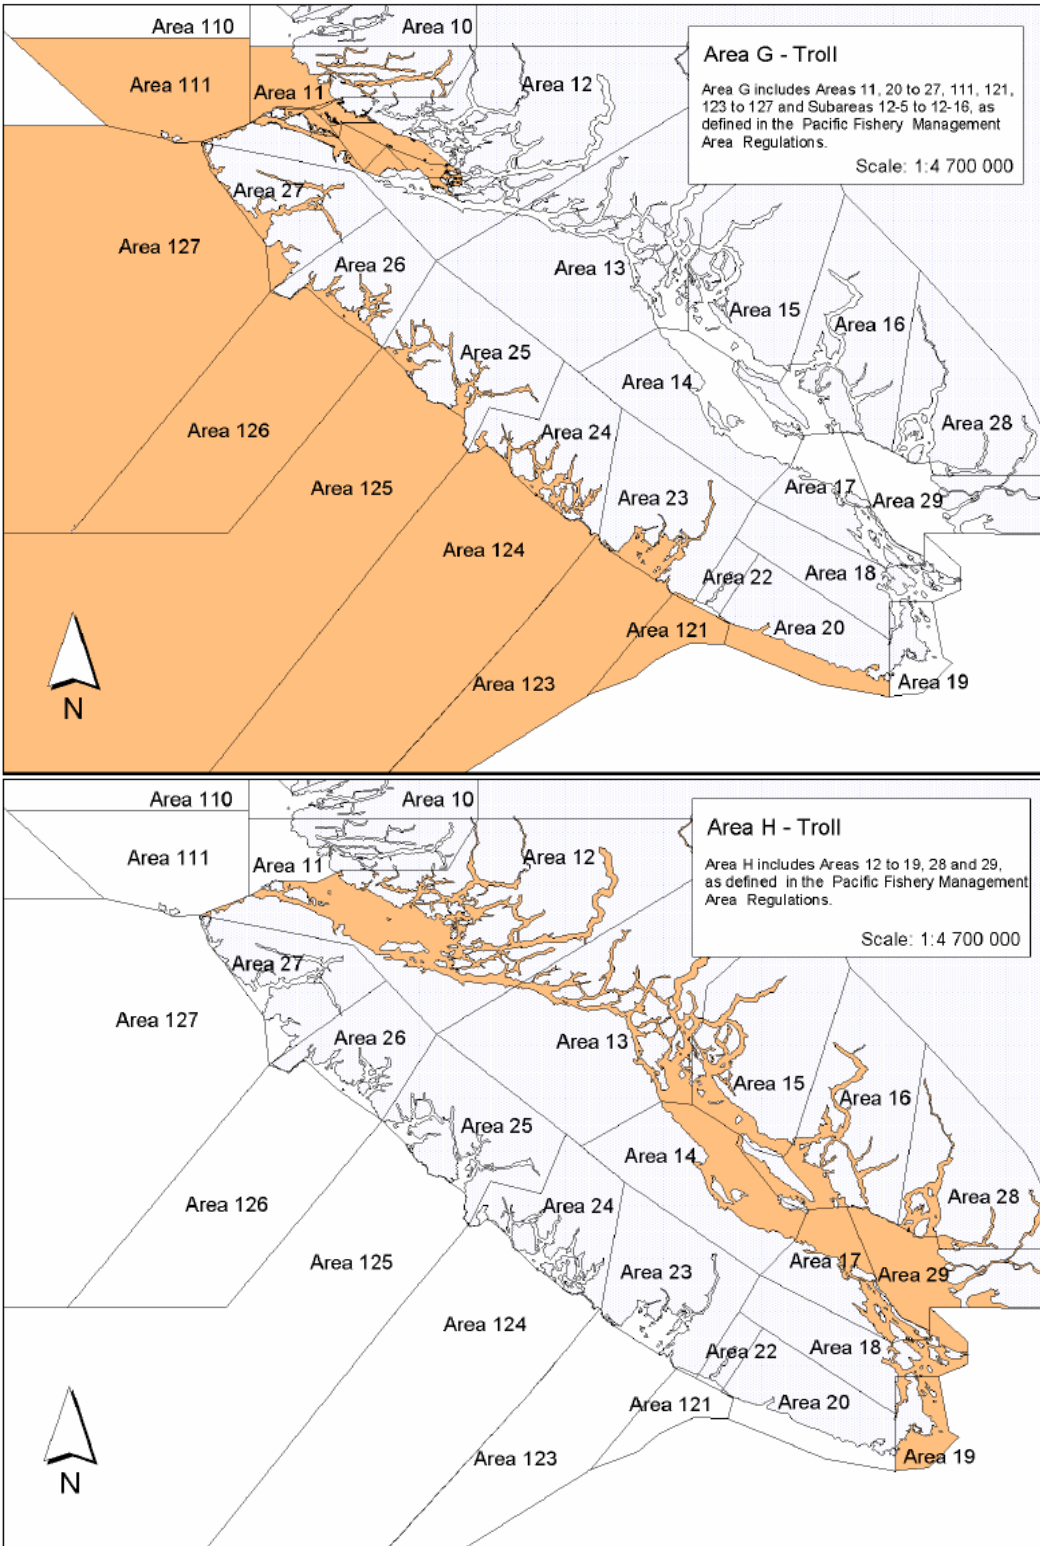 Area 110
Area 10
Area G - Troll
Area 111
Area 11
Area 12
Area G includes Areas 11, 20 to 27, 111, 121,
123 to 127 and Subareas 12-5 to 12-16, as
defined in the Pacific Fishery Management
Area Regulations.
Scale: 1:4 700 000
Area 27
Area 127
Area 26
Area 13
Area 15
Area 16
Area 25
Area 14
Area 126
Area 24
Area 28
Area 125
Area 23
Area 17
Area 29
Area 124
Area 22
Area 18
Area 121
Area 20
Area 123
Area 19
N
Area 110
Area 10
Area H - Troll
Area 111
Area 11
Area 12
Area H includes Areas 12 to 19, 28 and 29,
as defined in the Pacific Fishery Management
Area Regulations.
Scale: 1:4 700 000
Area 27
Area 127
Area 26
Area 13
Area 15
Area 16
Area 25
Area 14
Area 126
Area 24
Area 28
Area 125
Area 23
Area 17
Area 29
Area 124
Area 22
Area 18
Area 121
Area 20
Area 123
Area 19
N